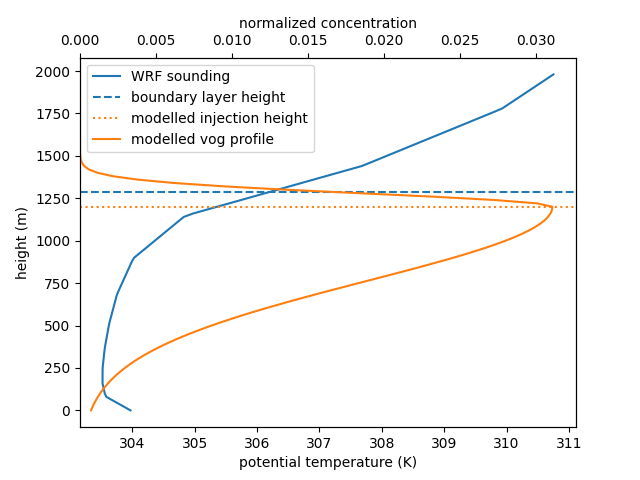 normalized concentration
0.000 0.005 0.010 0.015 0.020 0.025 0.030
WRF sounding
boundary layer height
modelled injection height
modelled vog profile
2000
1750
1500
1250
1000
750
500
250
0
height (m)
304 305 306 307 308 309 310 311
potential temperature (K)